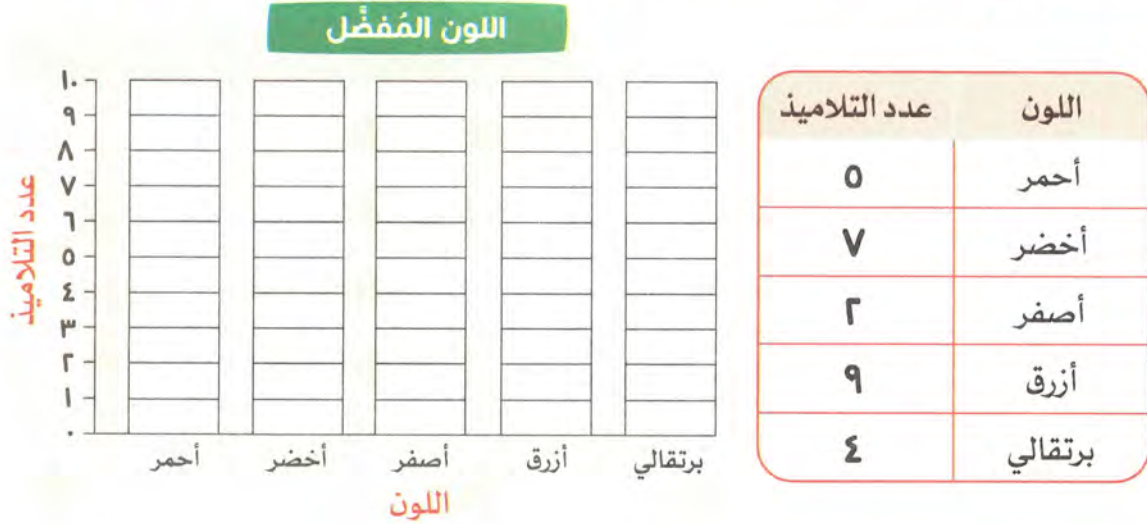 اللون المُفضَّل
اللون عدد التلاميذ
أحمر ٥
أخضر ٧
أصفر ٢
أزرق ٩
برتقالي ٤
عدد التلاميذ
١٠
٩
٨
٧
٦
٥
٤
٣
٢
١
٠
أحمر أخضر أصفر أزرق برتقالي
اللون